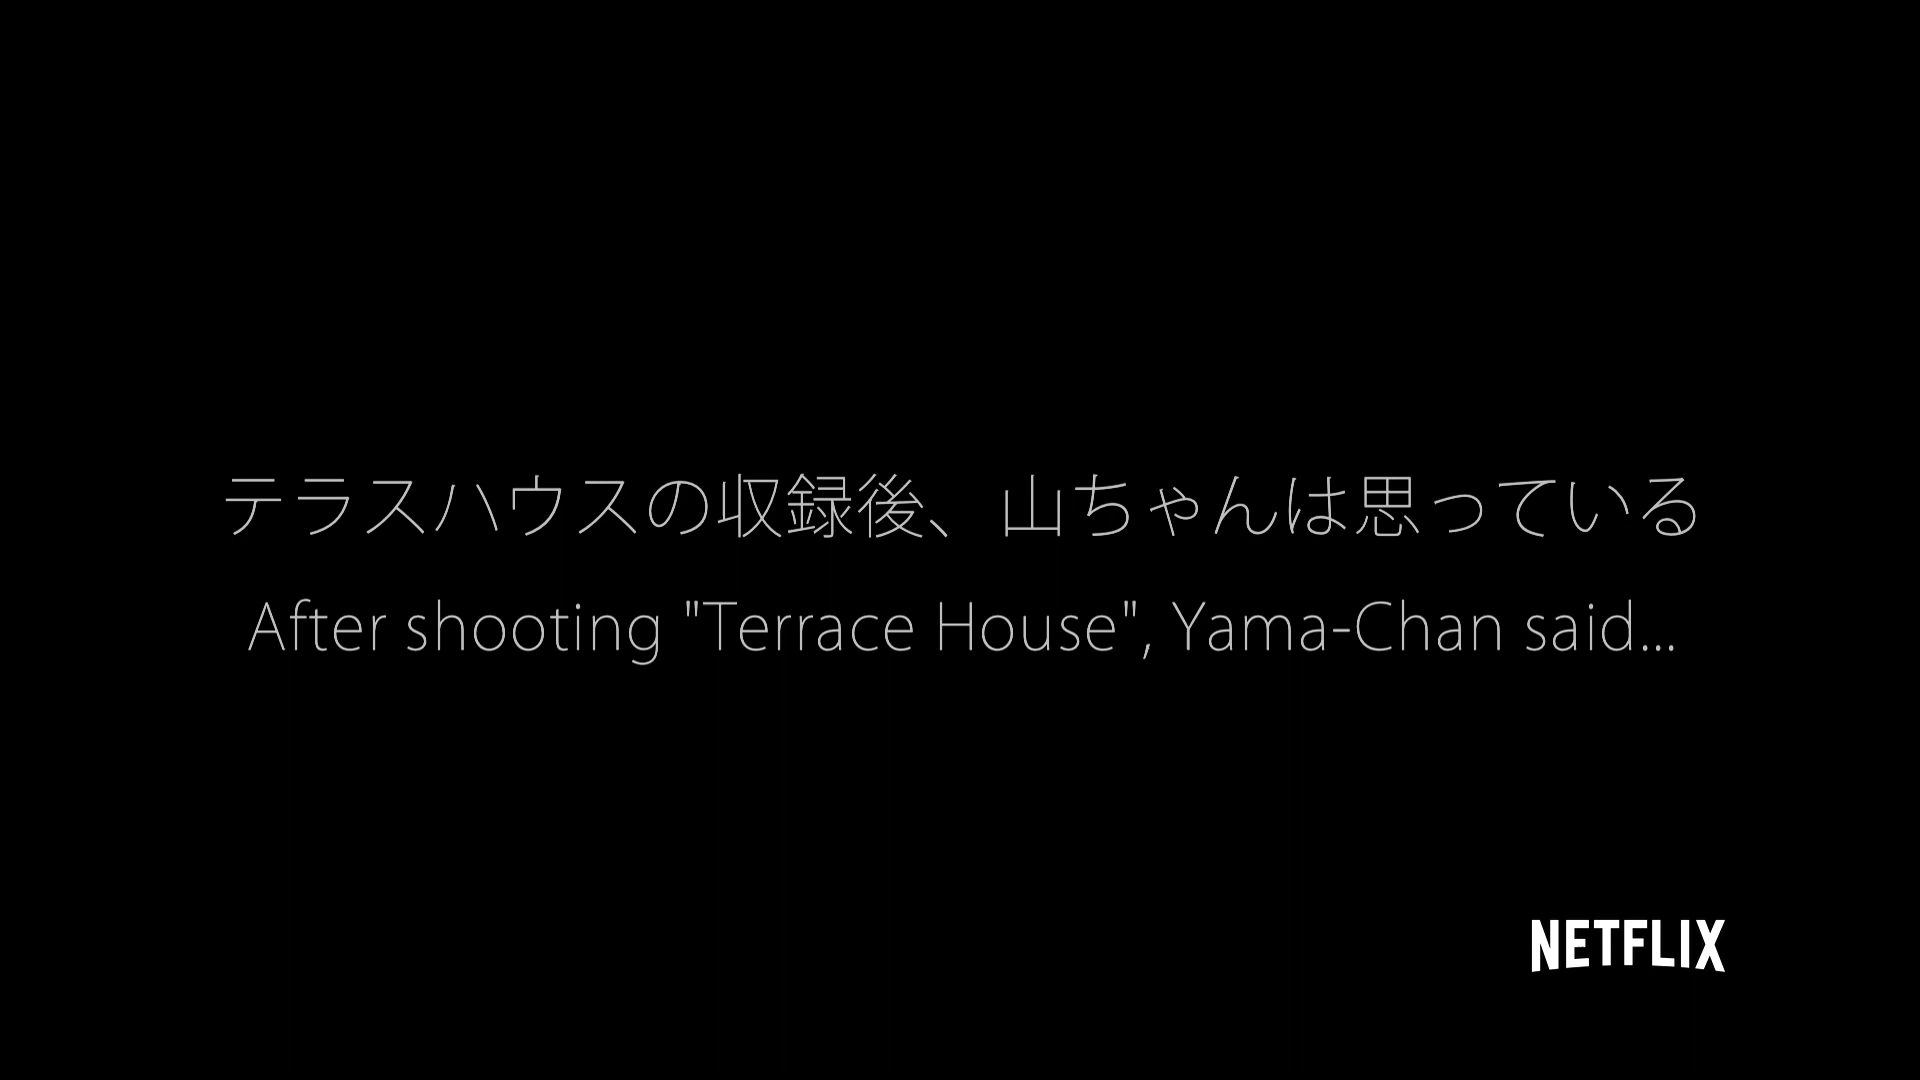 テラスハウスの収録後、山ちゃんは思っている
After shooting "Terrace House", Yama-Chan said...
NETFLIX